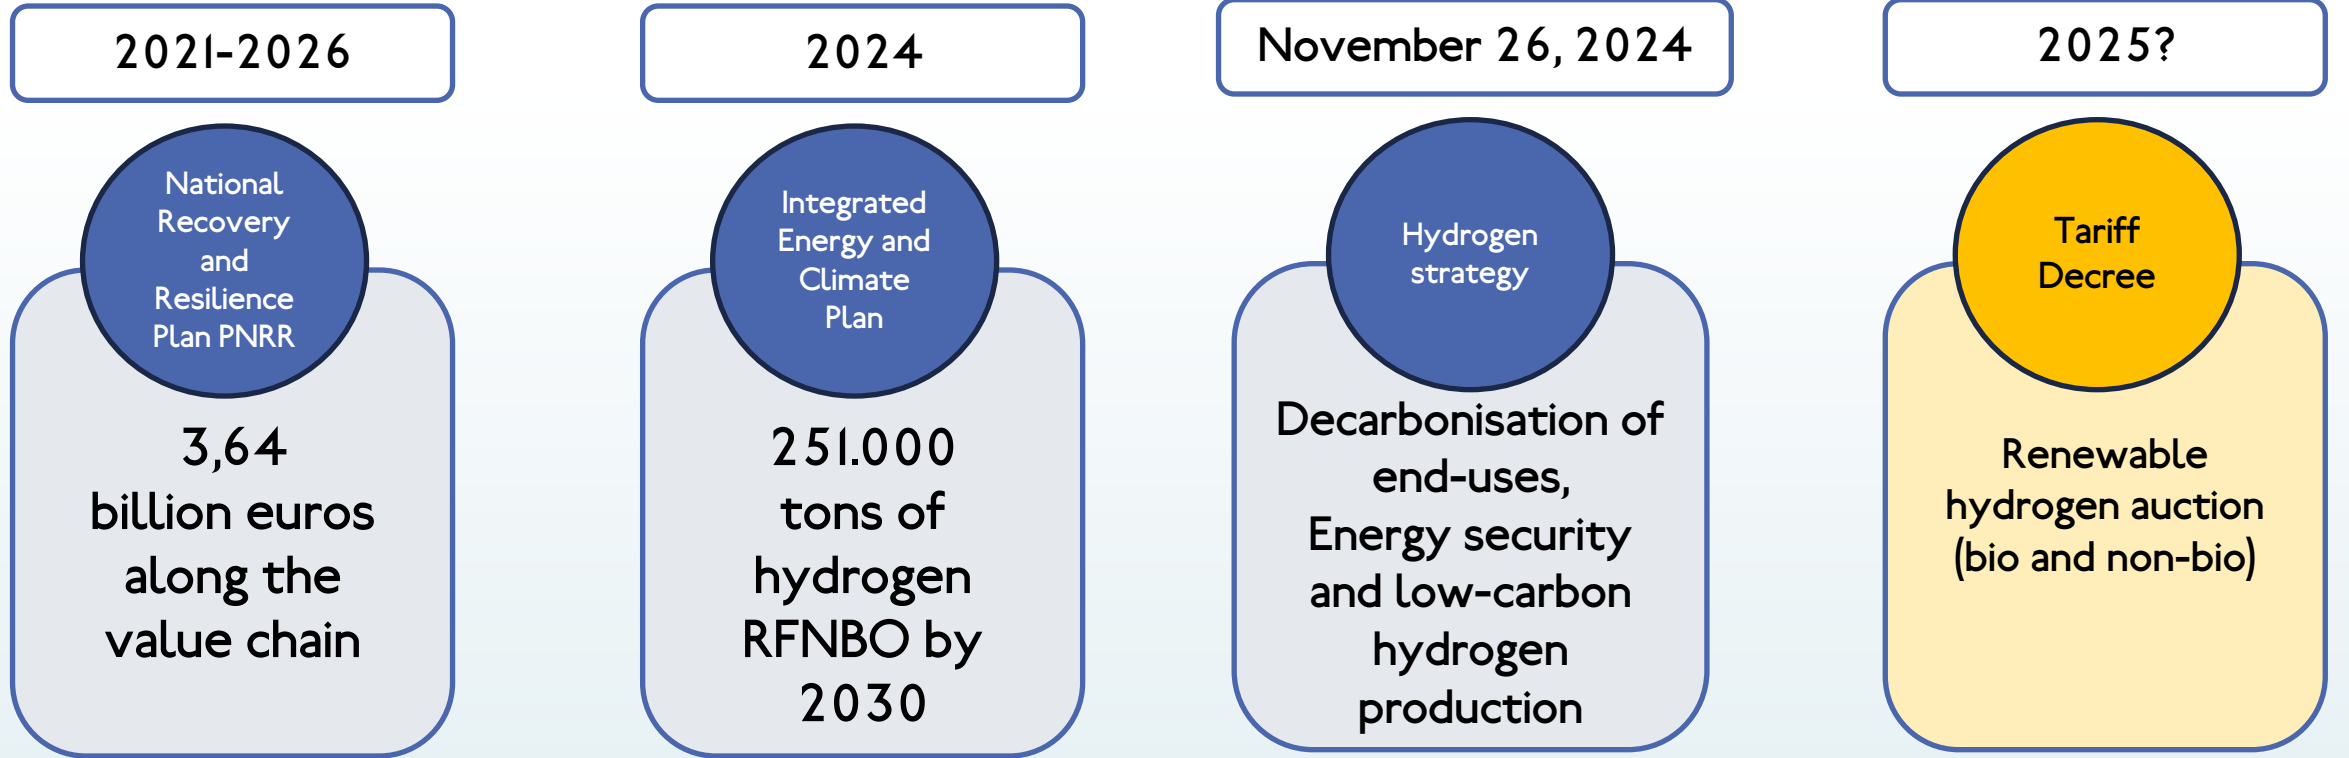 2021-2026
National
Recovery
and
Resilience
Plan PNRR
3,64
billion euros
along the
value chain
2024
Integrated
Energy and
Climate
Plan
251.000
tons of
hydrogen
RFNBO by
2030
November 26, 2024
Hydrogen
strategy
Decarbonisation of
end-uses,
Energy security
and low-carbon
hydrogen
production
2025?
Tariff
Decree
Renewable
hydrogen auction
(bio and non-bio)